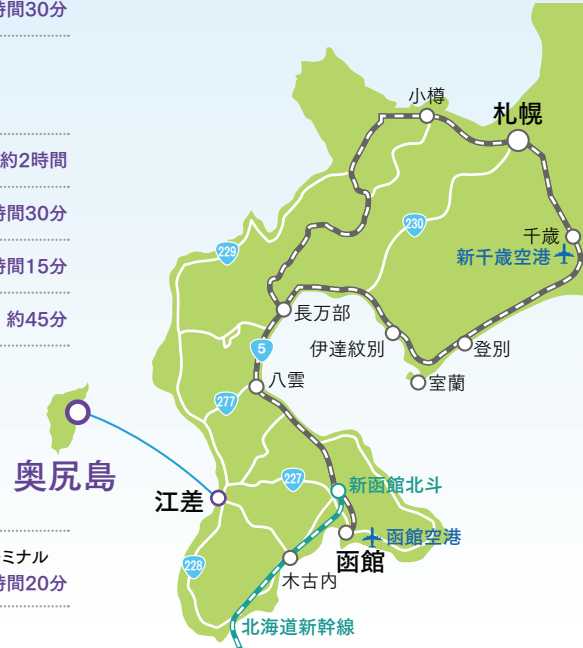 時間30分
約2時間
時間30分
時間15分
約45分
ーミナル
時間20分
小樽
札幌
230
千歳
新千歳空港
229
長万部
5
伊達紋別
登別
室蘭
八雲
277
奥尻島
江差
227
新函館北斗
函館空港
函館
228
木古内
北海道新幹線